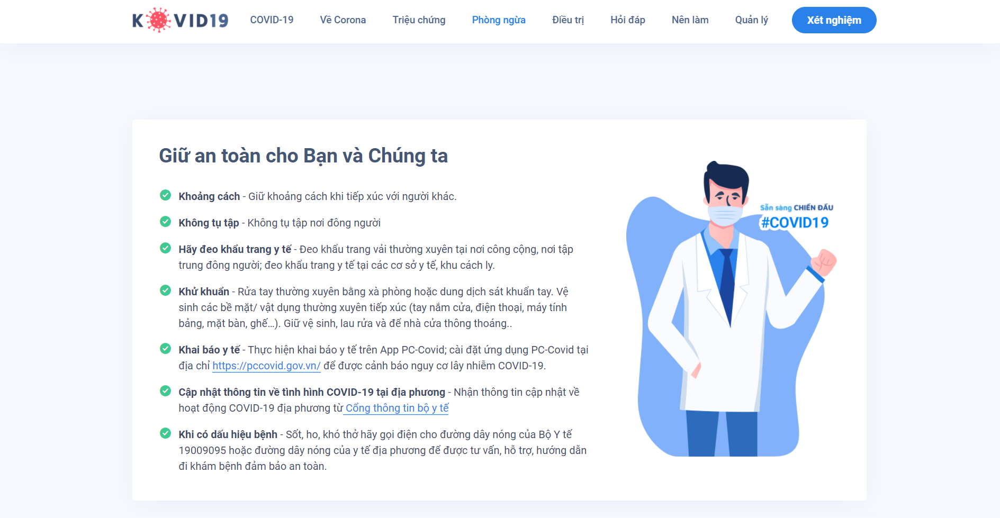 KOVID19
COVID-19 Về Corona Triệu chứng Phòng ngừa Điều trị Hỏi đáp Nên làm Quản lý Xét nghiệm
Giữ an toàn cho Bạn và Chúng ta
Khoảng cách - Giữ khoảng cách khi tiếp xúc với người khác.
Không tụ tập - Không tụ tập nơi đông người
Hãy đeo khẩu trang y tế - Đeo khẩu trang vải thường xuyên tại nơi công cộng, nơi tập
trung đông người; đeo khẩu trang y tế tại các cơ sở y tế, khu cách ly.
Khử khuẩn - Rửa tay thường xuyên bằng xà phòng hoặc dung dịch sát khuẩn tay. Vệ
sinh các bề mặt/ vật dụng thường xuyên tiếp xúc (tay nắm cửa, điện thoại, máy tính
bảng, mặt bàn, ghế...). Giữ vệ sinh, lau rửa và để nhà cửa thông thoáng..
Khai báo y tế - Thực hiện khai báo y tế trên App PC-Covid; cài đặt ứng dụng PC-Covid tại
địa chỉ https://pccovid.gov.vn/ để được cảnh báo nguy cơ lây nhiễm COVID-19.
Cập nhật thông tin về tình hình COVID-19 tại địa phương - Nhận thông tin cập nhật về
hoạt động COVID-19 địa phương từ Cổng thông tin bộ y tế
Khi có dấu hiệu bệnh - Sốt, ho, khó thở hãy gọi điện cho đường dây nóng của Bộ Y tế
19009095 hoặc đường dây nóng của y tế địa phương để được tư vấn, hỗ trợ, hướng dẫn
đi khám bệnh đảm bảo an toàn.
Sẵn sàng CHIẾN ĐẤU
#COVID19